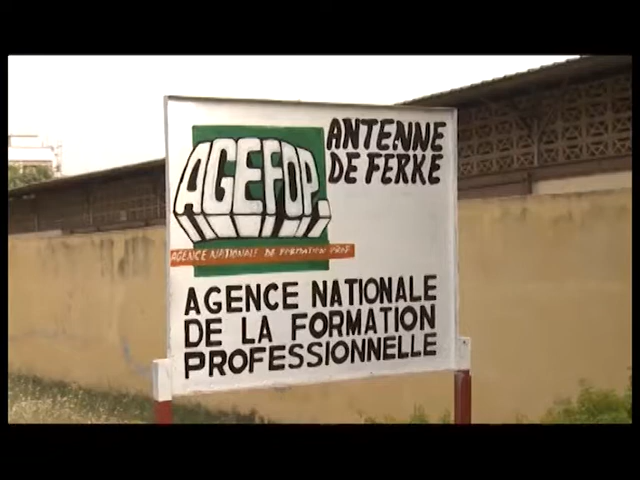 ANTENNE
DE FERKE
AGEFOP.
AGENCE NATIONALE DE FORMATION PROF.
AGENCE NATIONALE
DE LA FORMATION
PROFESSIONNELLE